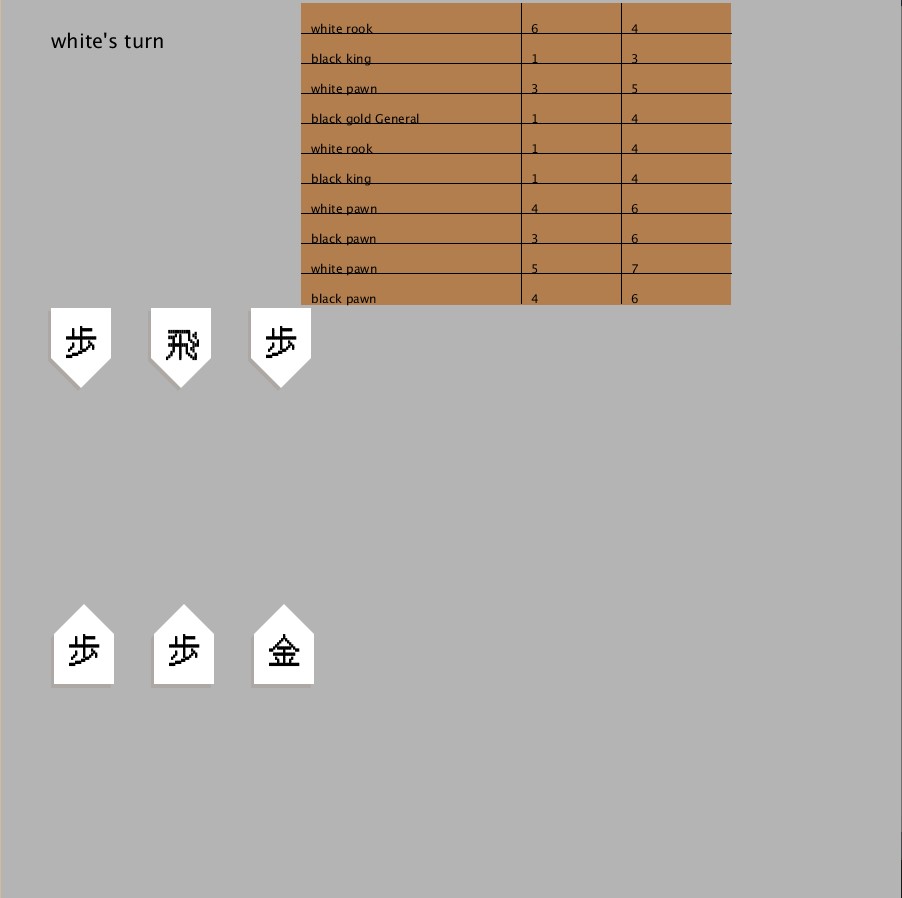 white's turn
white rook 6 4
black king 1 3
white pawn 3 5
black gold General 1 4
white rook 1 4
black king 1 4
white pawn 4 6
black pawn 3 6
white pawn 5 7
black pawn 4 6
歩 飛 歩
歩 歩 金